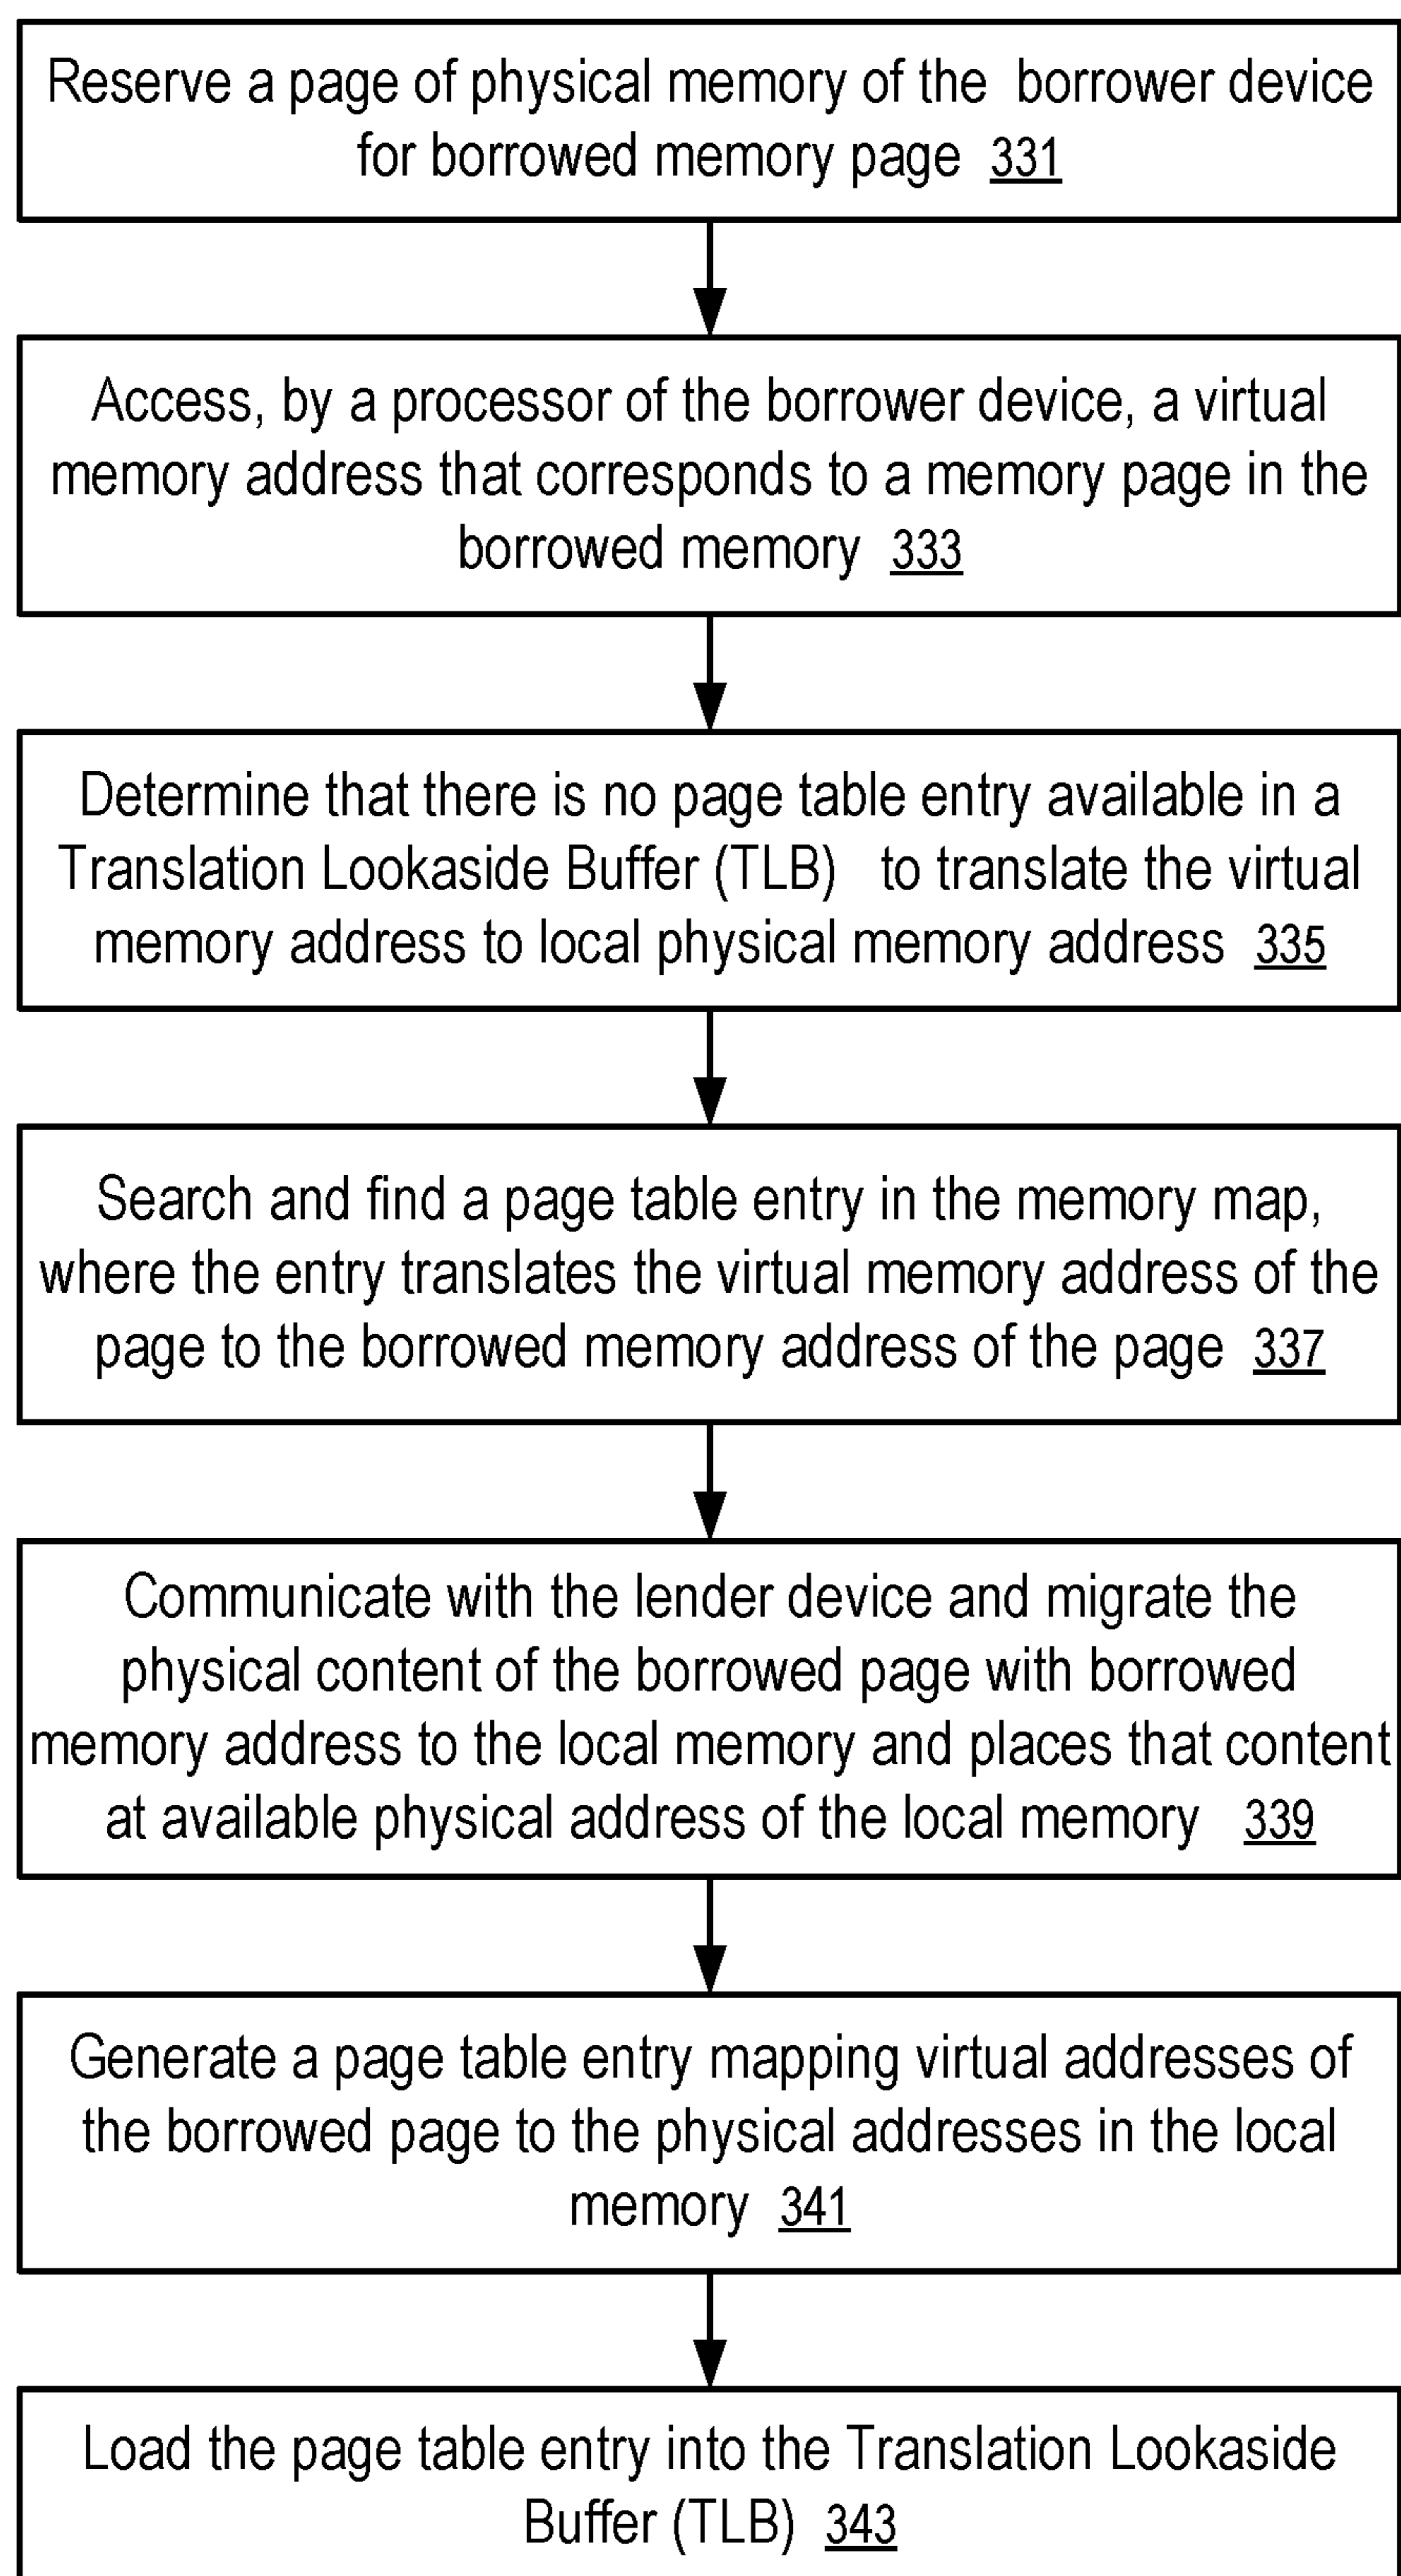 Reserve a page of physical memory of the borrower device
for borrowed memory page 331
Access, by a processor of the borrower device, a virtual
memory address that corresponds to a memory page in the
borrowed memory 333
Determine that there is no page table entry available in a
Translation Lookaside Buffer (TLB) to translate the virtual
memory address to local physical memory address 335
Search and find a page table entry in the memory map,
where the entry translates the virtual memory address of the
page to the borrowed memory address of the page 337
Communicate with the lender device and migrate the
physical content of the borrowed page with borrowed
memory address to the local memory and places that content
at available physical address of the local memory 339
Generate a page table entry mapping virtual addresses of
the borrowed page to the physical addresses in the local
memory 341
Load the page table entry into the Translation Lookaside
Buffer (TLB) 343